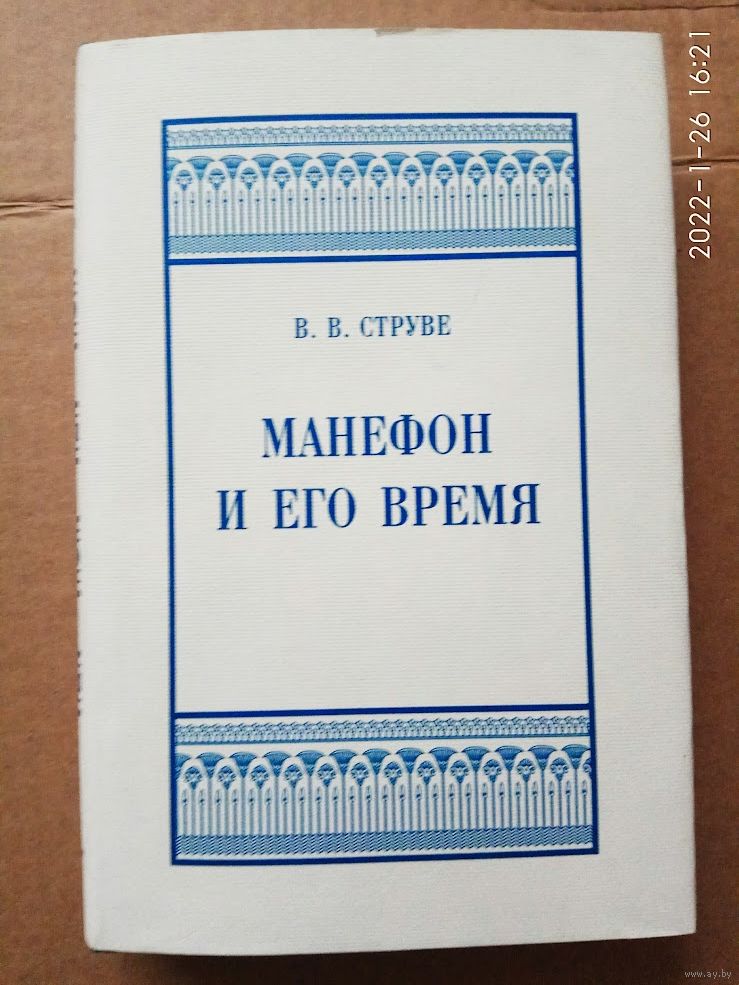 2022-1-26 16:21
В. В. СТРУВЕ
МАНЕФОН
И ЕГО ВРЕМЯ
www.ay.by